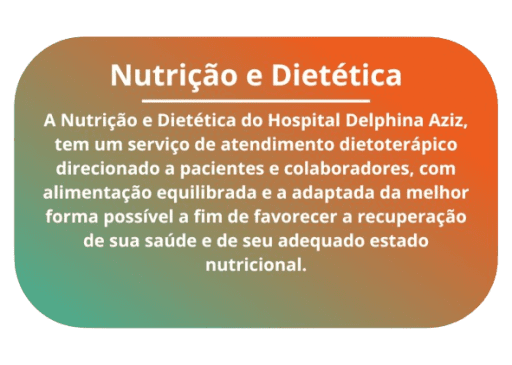 Nutrição e Dietética
A Nutrição e Dietética do Hospital Delphina Aziz,
tem um serviço de atendimento dietoterápico
direcionado a pacientes e colaboradores, com
alimentação equilibrada e a adaptada da melhor
forma possível a fim de favorecer a recuperação
de sua saúde e de seu adequado estado
nutricional.